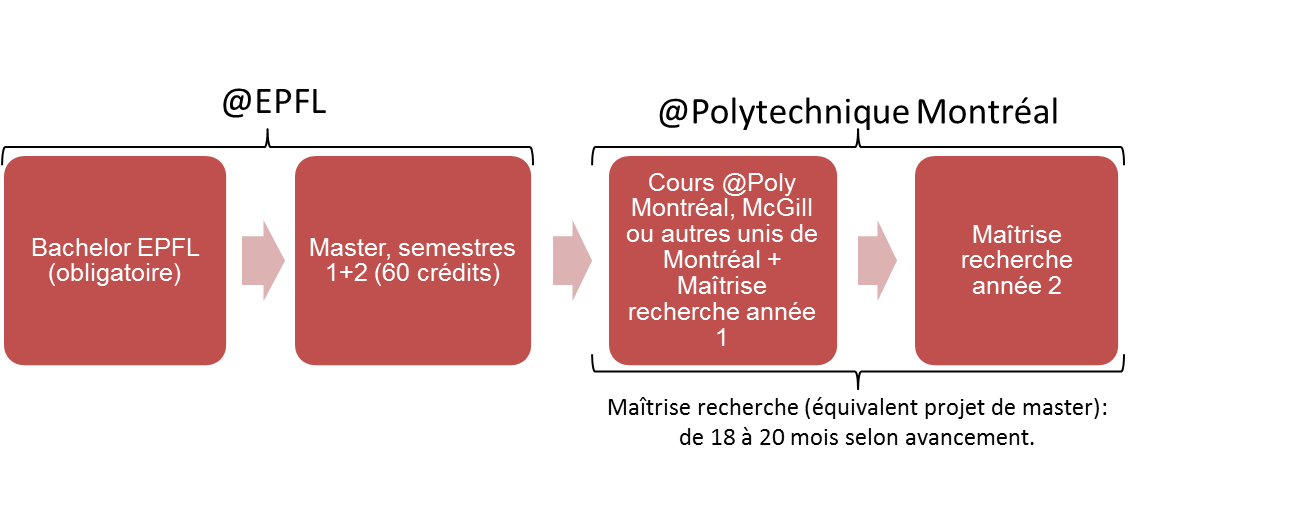 @EPFL
@Polytechnique Montréal
Bachelor EPFL
(obligatoire)
Master, semestres
1+2 (60 crédits)
Cours @Poly
Montréal, McGill
ou autres unis de
Montréal +
Maîtrise
recherche année
1
Maîtrise
recherche
année 2
Maîtrise recherche (équivalent projet de master):
de 18 à 20 mois selon avancement.